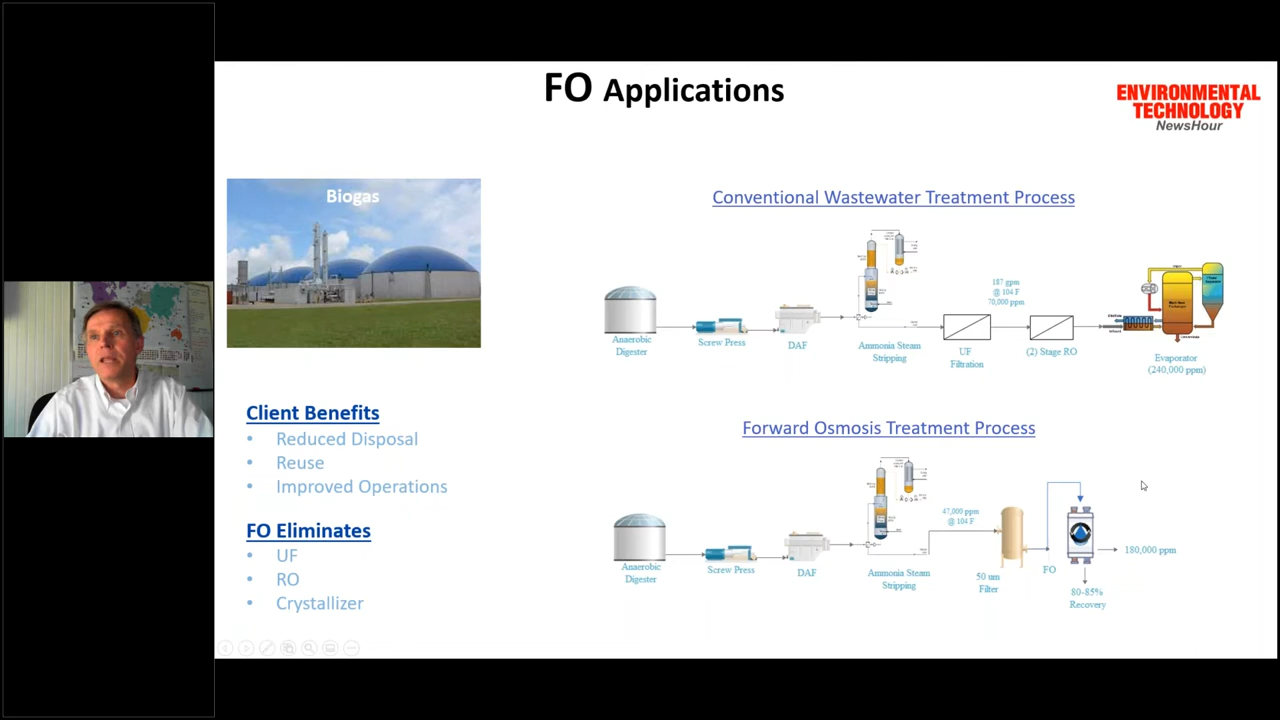 FO Applications
ENVIRONMENTAL
TECHNOLOGY
NewsHour
Biogas
Conventional Wastewater Treatment Process
187 gpm
@ 104 F
70,000 ppm
Anaerobic
Digester
Screw Press
DAF
Ammonia Steam
Stripping
UF
Filtration
(2) Stage RO
Evaporator
(240,000 ppm)
Client Benefits
• Reduced Disposal
• Reuse
• Improved Operations
FO Eliminates
• UF
• RO
• Crystallizer
Forward Osmosis Treatment Process
47,000 ppm
@ 104 F
Anaerobic
Digester
Screw Press
DAF
Ammonia Steam
Stripping
50 um
Filter
FO
180,000 ppm
80-85%
Recovery